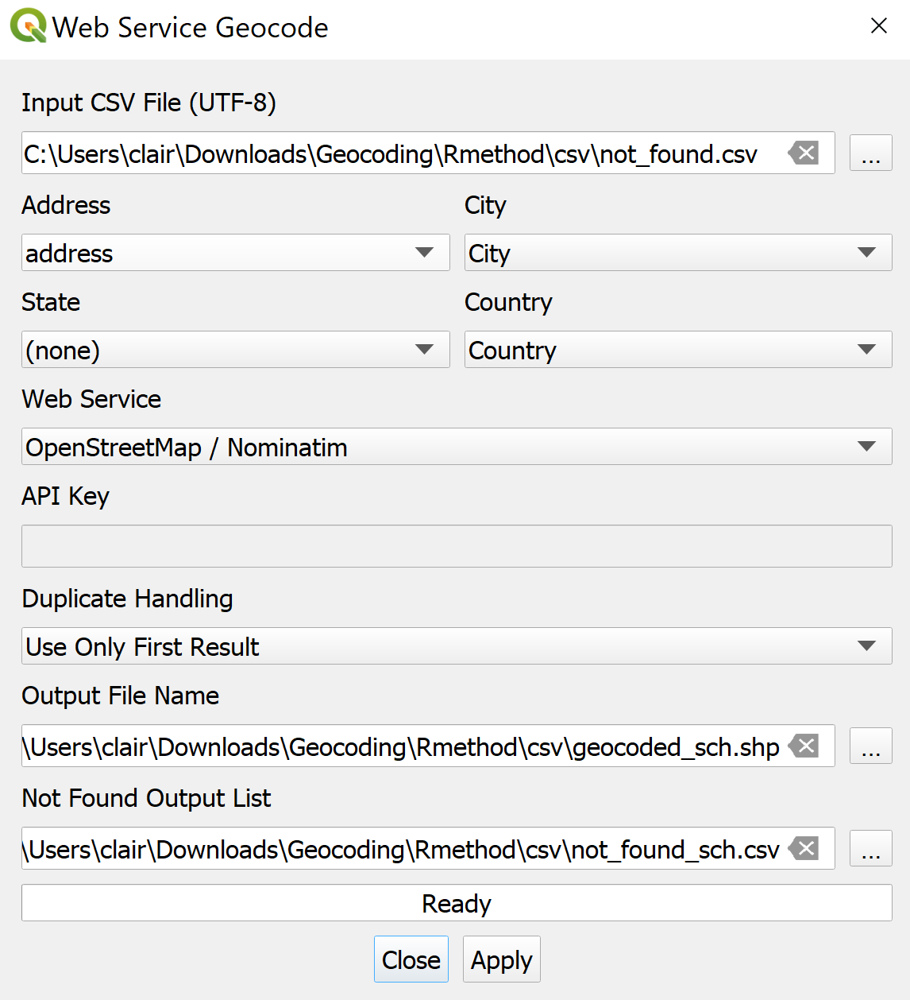 Web Service Geocode
Input CSV File (UTF-8)
C:\Users\clair\Downloads\Geocoding\Rmethod\csv\not_found.csv ...
Address City
address City
State Country
(none) Country
Web Service
OpenStreetMap / Nominatim
API Key
Duplicate Handling
Use Only First Result
Output File Name
\Users\clair\Downloads\Geocoding\Rmethod\csv\geocoded_sch.shp ...
Not Found Output List
\Users\clair\Downloads\Geocoding\Rmethod\csv\not_found_sch.csv ...
Ready
Close Apply